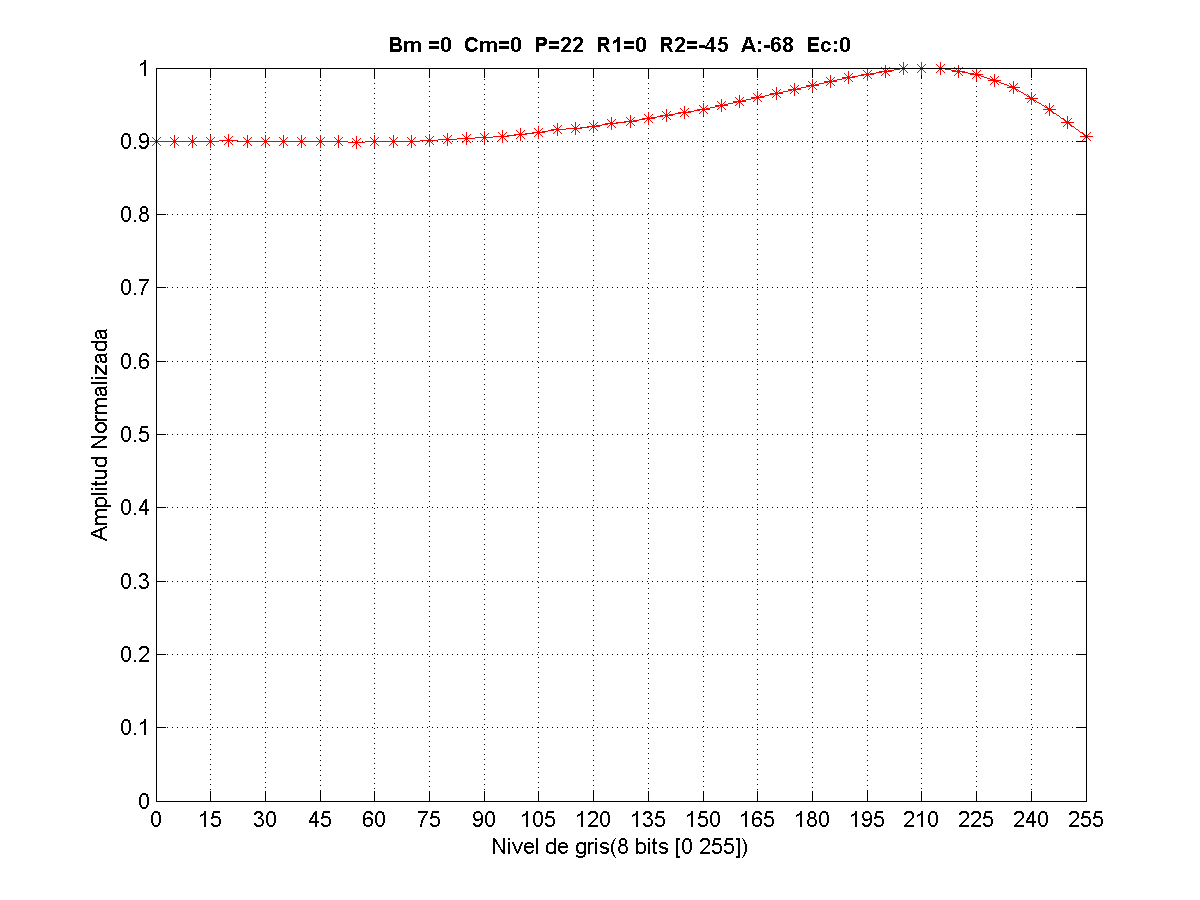 Bm =0 Cm=0 P=22 R1=0 R2=-45 A:-68 Ec:0
1
0.9
0.8
0.7
0.6
0.5
0.4
0.3
0.2
0.1
0
Amplitud Normalizada
0 15 30 45 60 75 90 105 120 135 150 165 180 195 210 225 240 255
Nivel de gris(8 bits [0 255])